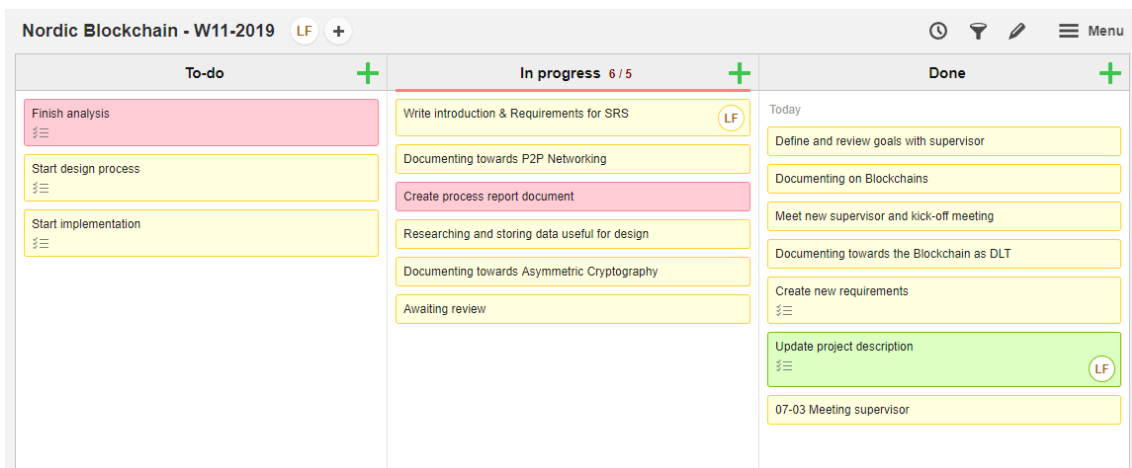 Nordic Blockchain - W11-2019 LF +
Menu
To-do
Finish analysis
Start design process
Start implementation
In progress 6 / 5
Write introduction & Requirements for SRS
LF
Documenting towards P2P Networking
Create process report document
Researching and storing data useful for design
Documenting towards Asymmetric Cryptography
Awaiting review
Done
Today
Define and review goals with supervisor
Documenting on Blockchains
Meet new supervisor and kick-off meeting
Documenting towards the Blockchain as DLT
Create new requirements
Update project description
LF
07-03 Meeting supervisor